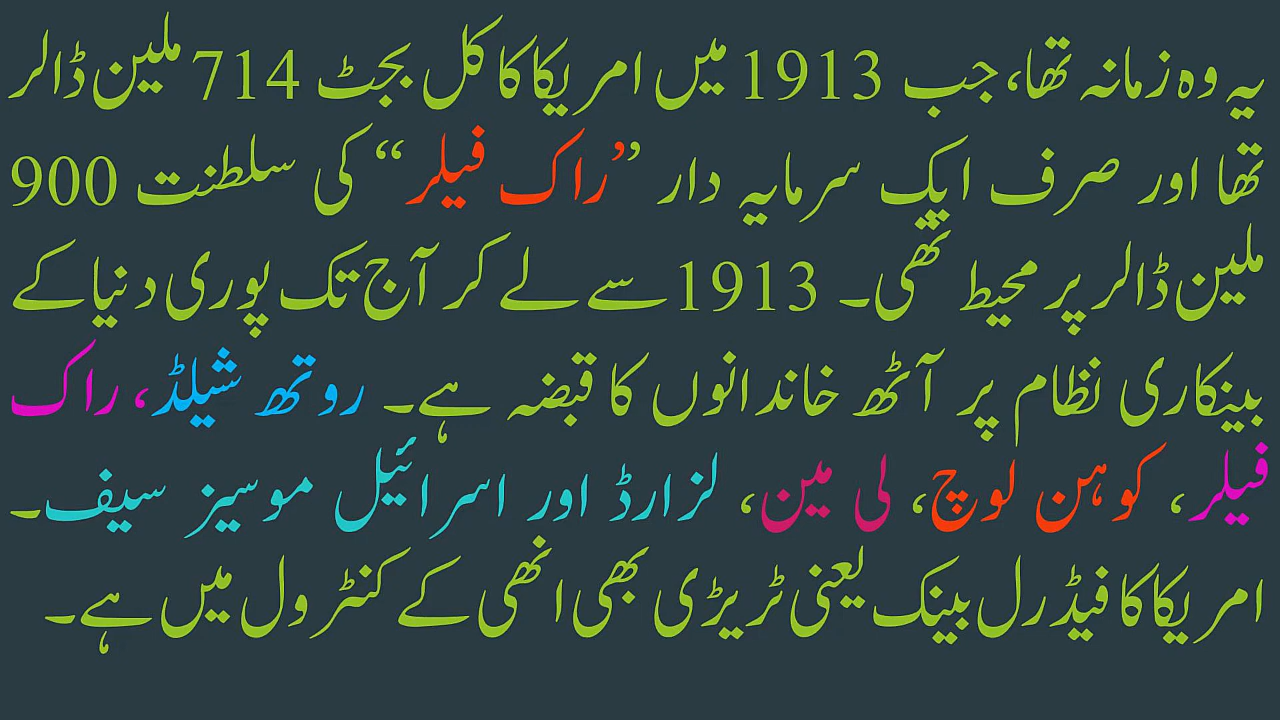 یہ وہ زمانہ تھا، جب 1913 میں امریکا کا کل بجٹ 714 ملین ڈالر
تھا اور صرف ایک سرمایہ دار ”راک فیلر“ کی سلطنت 900
ملین ڈالر پر محیط تھی۔ 1913 سے لے کر آج تک پوری دنیا کے
بینکاری نظام پر آٹھ خاندانوں کا قبضہ ہے۔ روتھ شیلڈ، راک
فیلر، کوہن لوچ، لی مین، لزارڈ اور اسرائیل موسیز سیف۔
امریکا کا فیڈرل بینک یعنی ٹریژی بھی انھی کے کنٹرول میں ہے۔